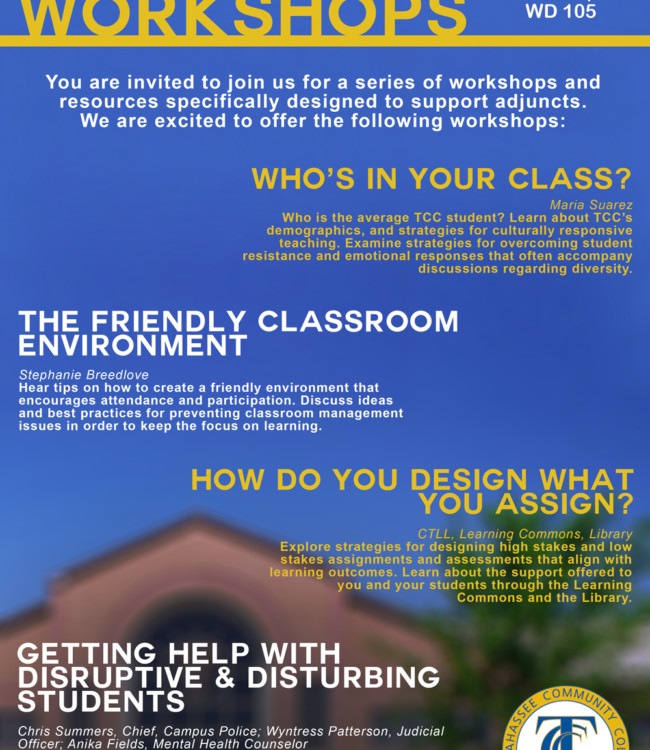 WORKSHOPS
WD 105
You are invited to join us for a series of workshops and
resources specifically designed to support adjuncts.
We are excited to offer the following workshops:
WHO'S IN YOUR CLASS?
Maria Suarez
Who is the average TCC student? Learn about TCC's
demographics, and strategies for culturally responsive
teaching. Examine strategies for overcoming student
resistance and emotional responses that often accompany
discussions regarding diversity.
THE FRIENDLY CLASSROOM
ENVIRONMENT
Stephanie Breedlove
Hear tips on how to create a friendly environment that
encourages attendance and participation. Discuss ideas
and best practices for preventing classroom management
issues in order to keep the focus on learning.
HOW DO YOU DESIGN WHAT
YOU ASSIGN?
CTLL, Learning Commons, Library
Explore strategies for designing high stakes and low
stakes assignments and assessments that align with
learning outcomes. Learn about the support offered to
you and your students through the Learning
Commons and the Library.
GETTING HELP WITH
DISRUPTIVE & DISTURBING
STUDENTS
Chris Summers, Chief, Campus Police; Wyntress Patterson, Judicial
Officer; Anika Fields, Mental Health Counselor
HASSEE COMMUNITY CO
TCC